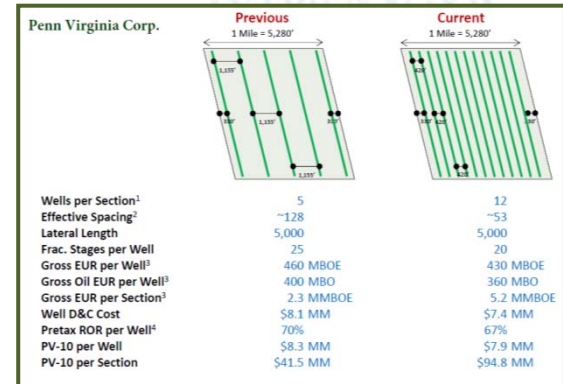 Penn Virginia Corp.
Previous
Current
1 Mile = 5,280’
1 Mile = 5,280’
1,155’
1,155’
1,155’
420’
420’
420’
Wells per Section¹ 5 12
Effective Spacing² ~128 ~53
Lateral Length 5,000 5,000
Frac. Stages per Well 25 20
Gross EUR per Well³ 460 MBOE 430 MBOE
Gross Oil EUR per Well³ 400 MBO 360 MBO
Gross EUR per Section³ 2.3 MMBOE 5.2 MMBOE
Well D&C Cost $8.1 MM $7.4 MM
Pretax ROR per Well⁴ 70% 67%
PV-10 per Well $8.3 MM $7.9 MM
PV-10 per Section $41.5 MM $94.8 MM